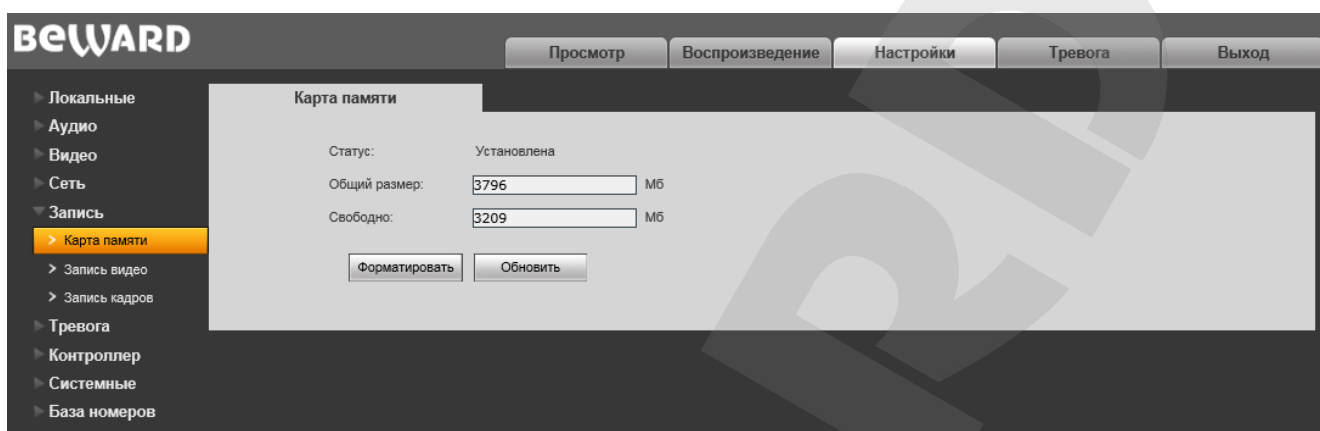 BEWARD
Просмотр Воспроизведение Настройки Тревога Выход
Локальные
Аудио
Видео
Сеть
Запись
Карта памяти
Запись видео
Запись кадров
Тревога
Контроллер
Системные
База номеров
Карта памяти
Статус: Установлена
Общий размер: 3796 Мб
Свободно: 3209 Мб
Форматировать Обновить
RD